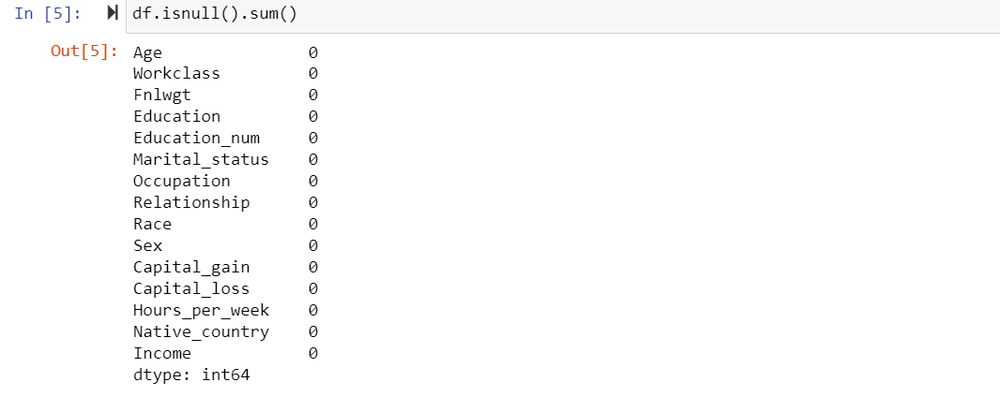 In [5]: df.isnull().sum()
Out[5]: Age 0
Workclass 0
Fnlwgt 0
Education 0
Education_num 0
Marital_status 0
Occupation 0
Relationship 0
Race 0
Sex 0
Capital_gain 0
Capital_loss 0
Hours_per_week 0
Native_country 0
Income 0
dtype: int64